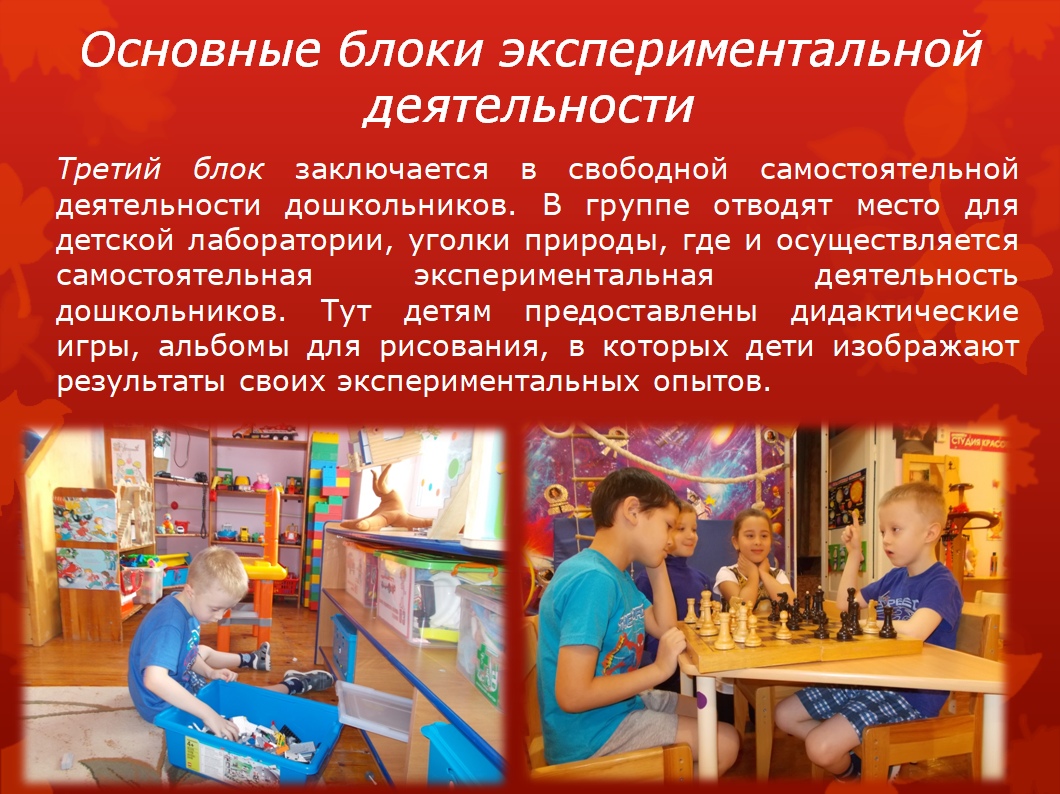 Основные блоки экспериментальной
деятельности
Третий блок заключается в свободной самостоятельной
деятельности дошкольников. В группе отводят место для
детской лаборатории, уголки природы, где и осуществляется
самостоятельная экспериментальная деятельность
дошкольников. Тут детям предоставлены дидактические
игры, альбомы для рисования, в которых дети изображают
результаты своих экспериментальных опытов.
СТУДИЯ